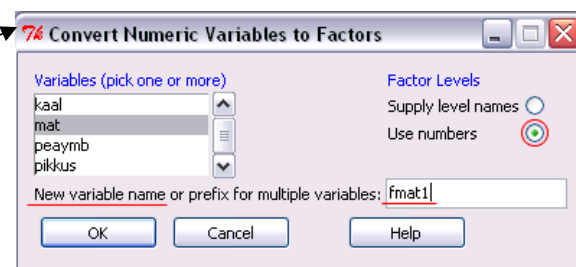 Convert Numeric Variables to Factors
Variables (pick one or more)
kaal
mat
peaymb
pikkus
Factor Levels
Supply level names
Use numbers
New variable name or prefix for multiple variables: fmat1
OK Cancel Help